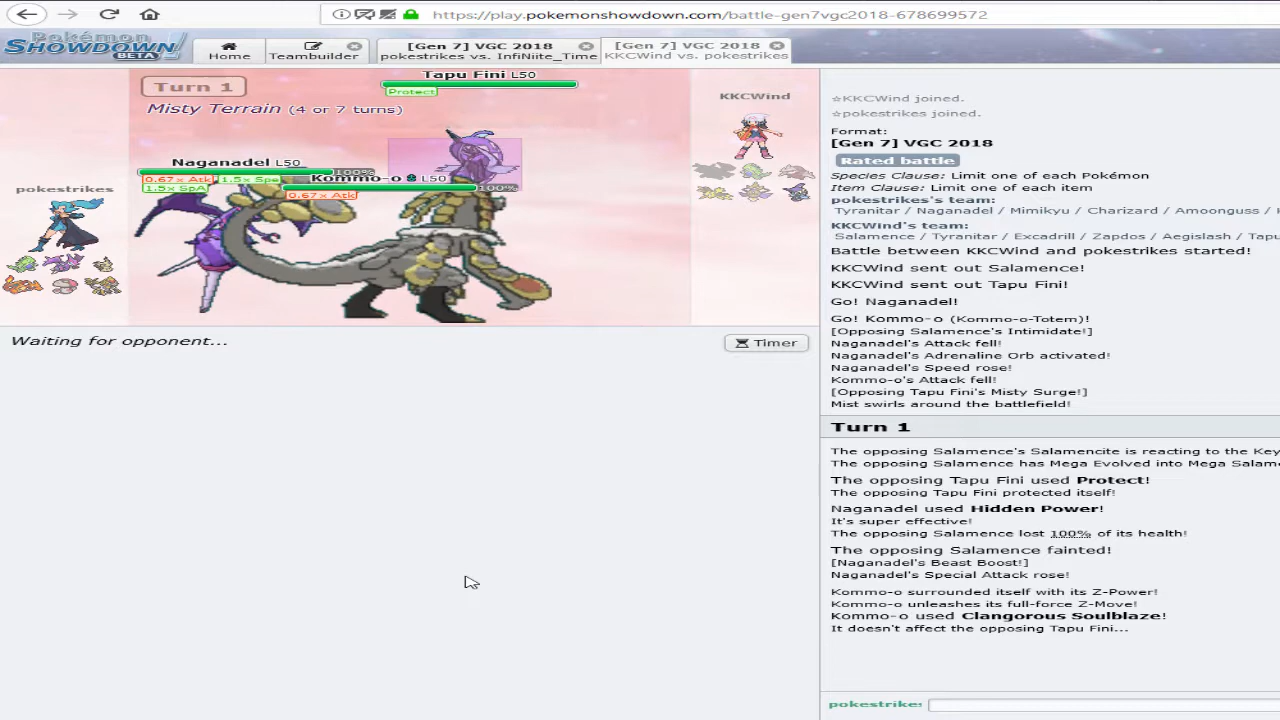 https://play.pokemonshowdown.com/battle-gen7vgc2018-678699572
Pokémon
SHOWDOWN
BETA
Home
Teambuilder
[Gen 7] VGC 2018
pokestrikes vs. InfiNiite_Time
[Gen 7] VGC 2018
KKCWind vs. pokestrikes
Turn 1
Misty Terrain (4 or 7 turns)
Tapu Fini L50
Protect
KKCWind
Naganadel L50
100%
0.67× Atk 1.5× Spe
1.5× SpA
Kommo-o L50
100%
0.67× Atk
pokestrikes
Waiting for opponent...
Timer
☆KKCWind joined.
☆pokestrikes joined.
Format:
[Gen 7] VGC 2018
Rated battle
Species Clause: Limit one of each Pokémon
Item Clause: Limit one of each item
pokestrikes's team:
Tyranitar / Naganadel / Mimikyu / Charizard / Amoonguss /
KKCWind's team:
Salamence / Tyranitar / Excadrill / Zapdos / Aegislash / Tapu
Battle between KKCWind and pokestrikes started!
KKCWind sent out Salamence!
KKCWind sent out Tapu Fini!
Go! Naganadel!
Go! Kommo-o (Kommo-o-Totem)!
[Opposing Salamence's Intimidate!]
Naganadel's Attack fell!
Naganadel's Adrenaline Orb activated!
Naganadel's Speed rose!
Kommo-o's Attack fell!
[Opposing Tapu Fini's Misty Surge!]
Mist swirls around the battlefield!
Turn 1
The opposing Salamence's Salamencite is reacting to the Key
The opposing Salamence has Mega Evolved into Mega Salam
The opposing Tapu Fini used Protect!
The opposing Tapu Fini protected itself!
Naganadel used Hidden Power!
It's super effective!
The opposing Salamence lost 100% of its health!
The opposing Salamence fainted!
[Naganadel's Beast Boost!]
Naganadel's Special Attack rose!
Kommo-o surrounded itself with its Z-Power!
Kommo-o unleashes its full-force Z-Move!
Kommo-o used Clangorous Soulblaze!
It doesn't affect the opposing Tapu Fini...
pokestrikes: